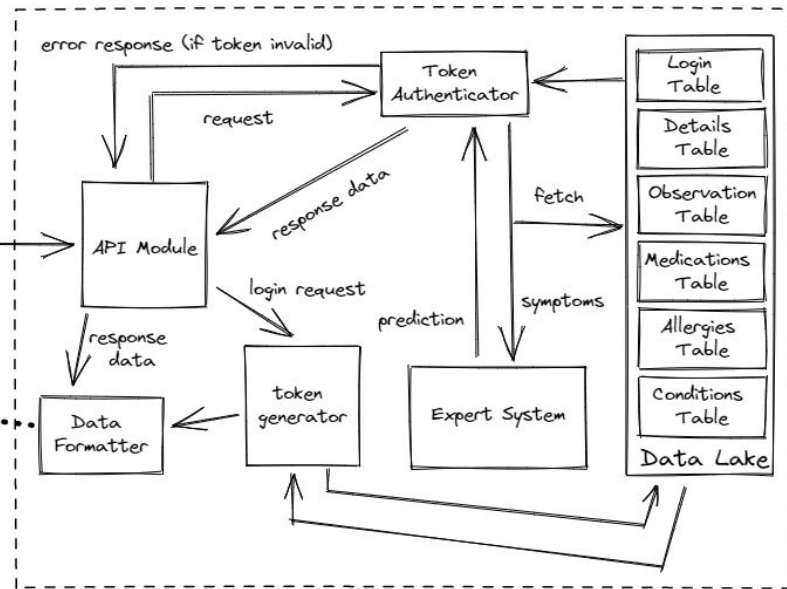 error response (if token invalid)
Token
Authenticator
Login
Table
request
Details
Table
response data
fetch
Observation
Table
API Module
login request
Medications
Table
symptoms
prediction
response
data
Allergies
Table
token
generator
Expert System
Conditions
Table
Data
Formatter
Data Lake